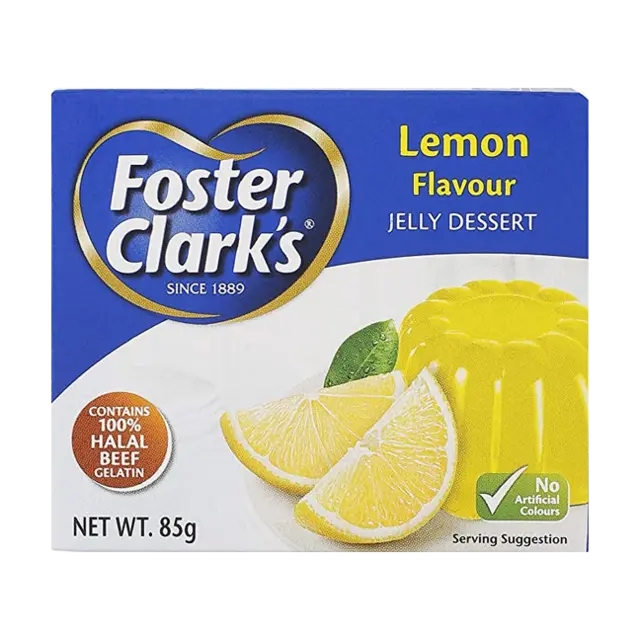 Foster
Clark's®
SINCE 1889
Lemon
Flavour
JELLY DESSERT
CONTAINS
100%
HALAL
BEEF
GELATIN
No
Artificial
Colours
NET WT. 85g
Serving Suggestion